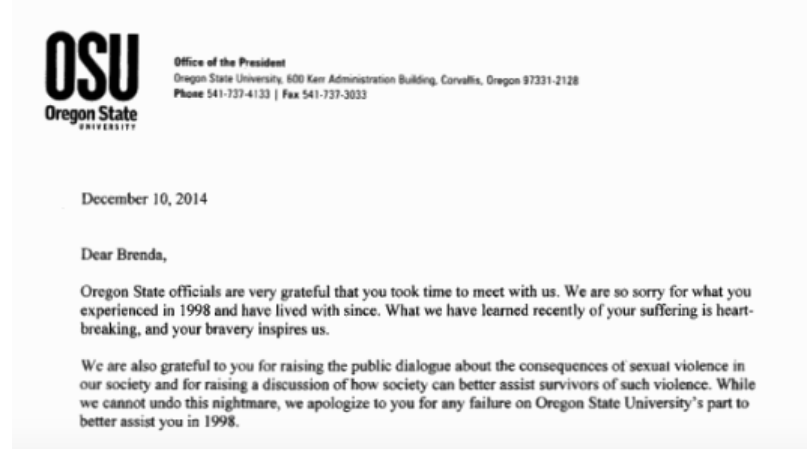 OSU
Oregon State
UNIVERSITY
Office of the President
Oregon State University, 600 Kerr Administration Building, Corvallis, Oregon 97331-2128
Phone 541-737-4133 | Fax 541-737-3033
December 10, 2014
Dear Brenda,
Oregon State officials are very grateful that you took time to meet with us. We are so sorry for what you
experienced in 1998 and have lived with since. What we have learned recently of your suffering is heart-
breaking, and your bravery inspires us.
We are also grateful to you for raising the public dialogue about the consequences of sexual violence in
our society and for raising a discussion of how society can better assist survivors of such violence. While
we cannot undo this nightmare, we apologize to you for any failure on Oregon State University's part to
better assist you in 1998.